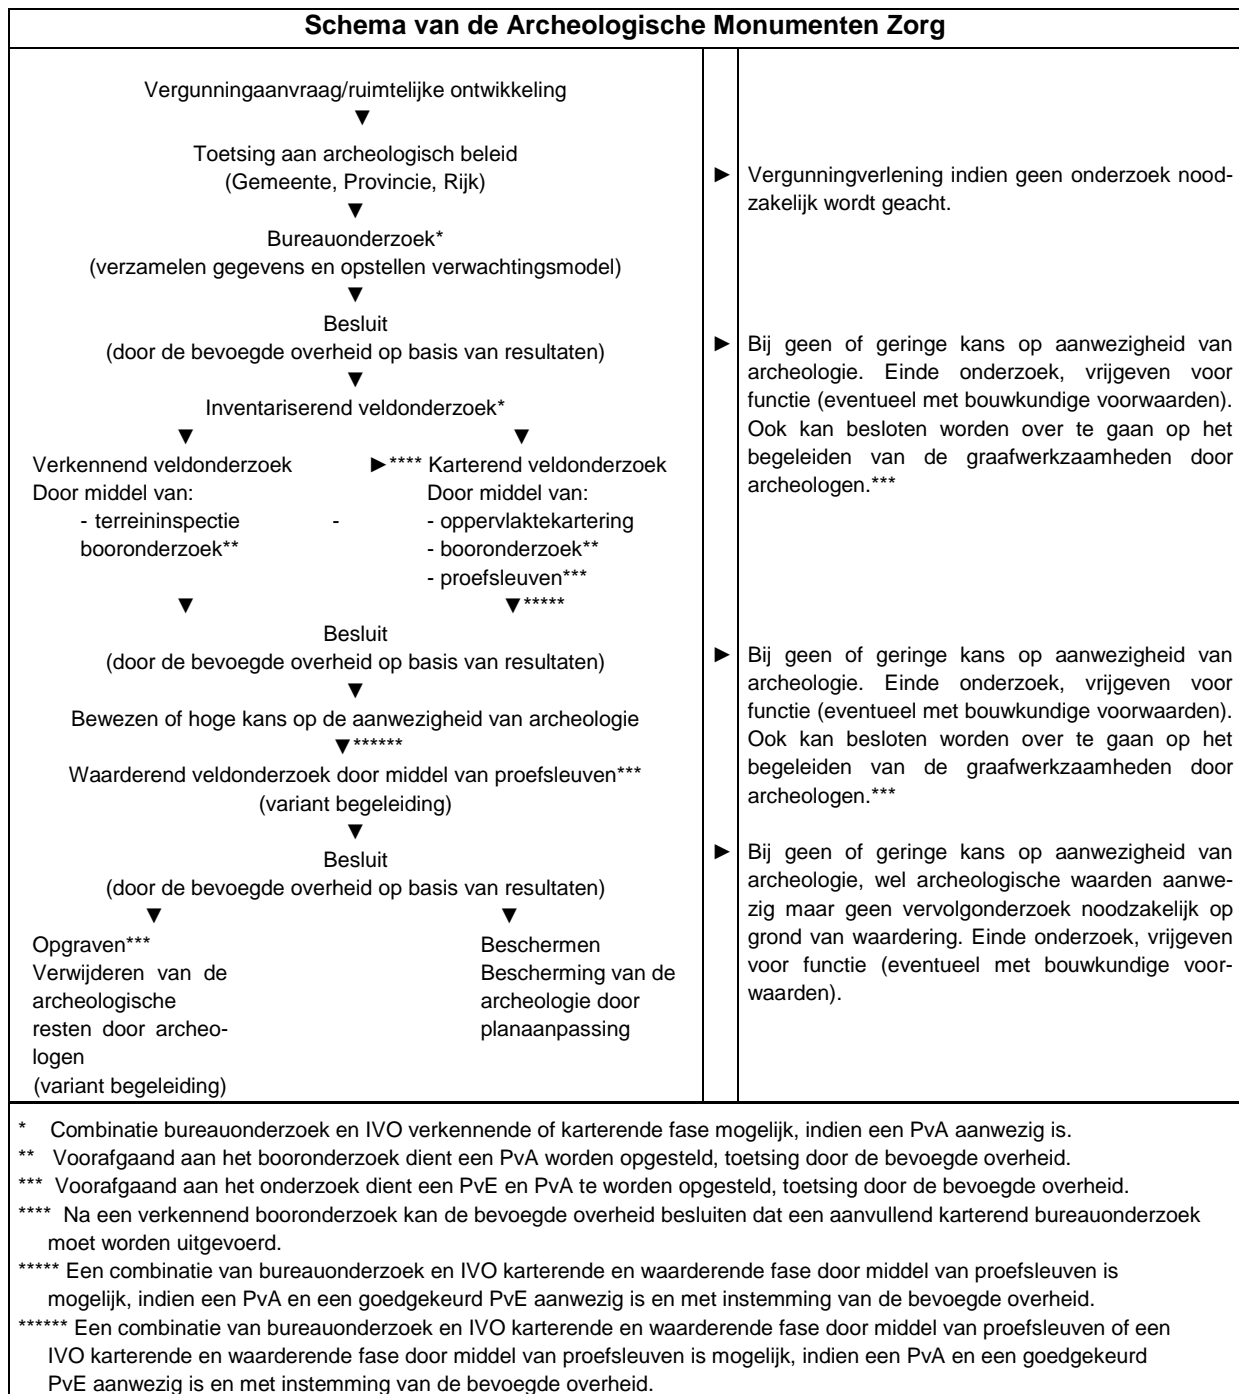 Schema van de Archeologische Monumenten Zorg
Vergunningaanvraag/ruimtelijke ontwikkeling
▼
Toetsing aan archeologisch beleid
(Gemeente, Provincie, Rijk)
▼
Bureauonderzoek*
(verzamelen gegevens en opstellen verwachtingsmodel)
▼
Besluit
(door de bevoegde overheid op basis van resultaten)
▼
Inventariserend veldonderzoek*
▼ ▼
Verkennend veldonderzoek ►**** Karterend veldonderzoek
Door middel van: Door middel van:
- terreininspectie - - oppervlaktekartering
booronderzoek** - booronderzoek**
- proefsleuven***
▼ ▼*****
Besluit
(door de bevoegde overheid op basis van resultaten)
▼
Bewezen of hoge kans op de aanwezigheid van archeologie
▼******
Waarderend veldonderzoek door middel van proefsleuven***
(variant begeleiding)
▼
Besluit
(door de bevoegde overheid op basis van resultaten)
▼ ▼
Opgraven*** Beschermen
Verwijderen van de Bescherming van de
archeologische archeologie door
resten door archeo- planaanpassing
logen
(variant begeleiding)
► Vergunningverlening indien geen onderzoek nood-
zakelijk wordt geacht.
► Bij geen of geringe kans op aanwezigheid van
archeologie. Einde onderzoek, vrijgeven voor
functie (eventueel met bouwkundige voorwaarden).
Ook kan besloten worden over te gaan op het
begeleiden van de graafwerkzaamheden door
archeologen.***
► Bij geen of geringe kans op aanwezigheid van
archeologie. Einde onderzoek, vrijgeven voor
functie (eventueel met bouwkundige voorwaarden).
Ook kan besloten worden over te gaan op het
begeleiden van de graafwerkzaamheden door
archeologen.***
► Bij geen of geringe kans op aanwezigheid van
archeologie, wel archeologische waarden aanwe-
zig maar geen vervolgonderzoek noodzakelijk op
grond van waardering. Einde onderzoek, vrijgeven
voor functie (eventueel met bouwkundige voor-
waarden).
* Combinatie bureauonderzoek en IVO verkennende of karterende fase mogelijk, indien een PvA aanwezig is.
** Voorafgaand aan het booronderzoek dient een PvA worden opgesteld, toetsing door de bevoegde overheid.
*** Voorafgaand aan het onderzoek dient een PvE en PvA te worden opgesteld, toetsing door de bevoegde overheid.
**** Na een verkennend booronderzoek kan de bevoegde overheid besluiten dat een aanvullend karterend bureauonderzoek
moet worden uitgevoerd.
***** Een combinatie van bureauonderzoek en IVO karterende en waarderende fase door middel van proefsleuven is
mogelijk, indien een PvA en een goedgekeurd PvE aanwezig is en met instemming van de bevoegde overheid.
****** Een combinatie van bureauonderzoek en IVO karterende en waarderende fase door middel van proefsleuven of een
IVO karterende en waarderende fase door middel van proefsleuven is mogelijk, indien een PvA en een goedgekeurd
PvE aanwezig is en met instemming van de bevoegde overheid.